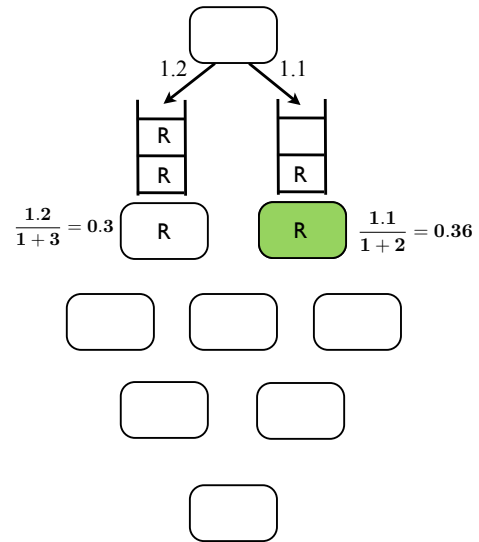 1.2 1.1
R
R R
R R
1.2 / 1 + 3 = 0.3
1.1 / 1 + 2 = 0.36